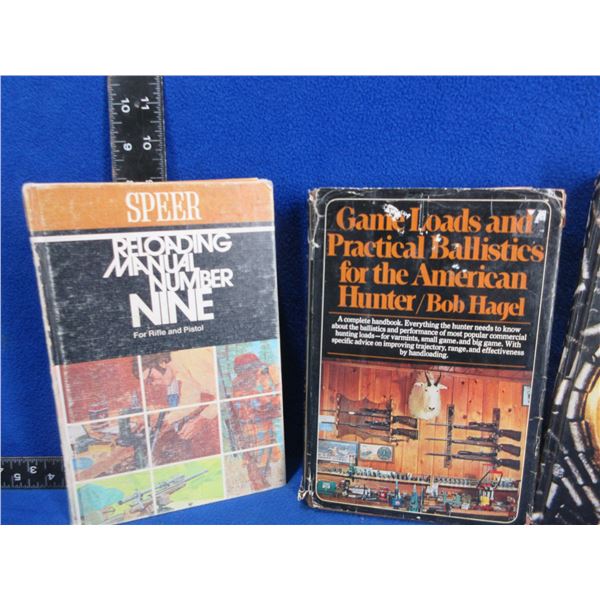 SPEER
RELOADING
MANUAL
NUMBER
NINE
For Rifle and Pistol
Game Loads and
Practical Ballistics
for the American
Hunter/Bob Hagel
A complete handbook. Everything the hunter needs to know
about the ballistics and performance of most popular commercial
hunting loads – for varmints, small game, and big game. With
specific advice on improving trajectory, range, and effectiveness
by handloading.
10
11
9
10
5
4
3